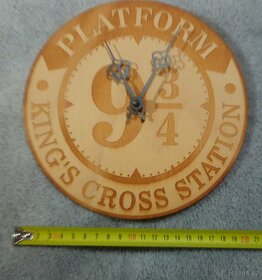 PLATFORM
9 3/4
KING'S CROSS STATION